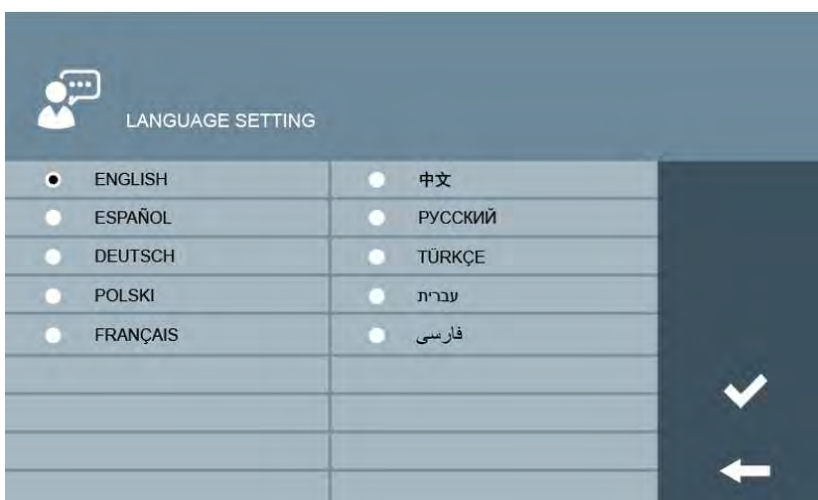 LANGUAGE SETTING
ENGLISH
ESPAÑOL
DEUTSCH
POLSKI
FRANÇAIS
中文
РУССКИЙ
TÜRKÇE
עברית
فارسی